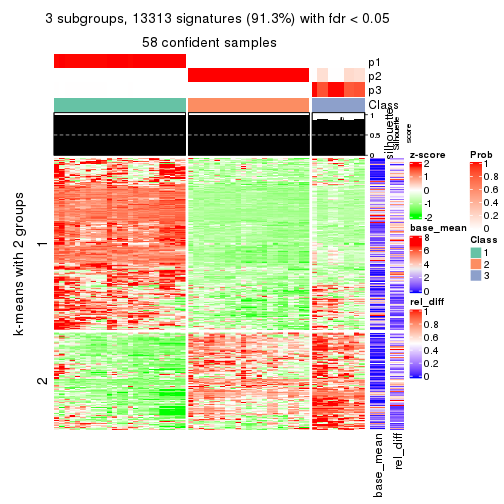 3 subgroups, 13313 signatures (91.3%) with fdr < 0.05
58 confident samples
p1
p2
p3
Class
silhouette
Silhouette
score
1
0.5
0
k-means with 2 groups
1
2
base_mean
rel_diff
z-score
2
1
0
-1
-2
base_mean
8
6
4
2
0
rel_diff
1
0.8
0.6
0.4
0.2
0
Prob
1
0.8
0.6
0.4
0.2
0
Class
1
2
3